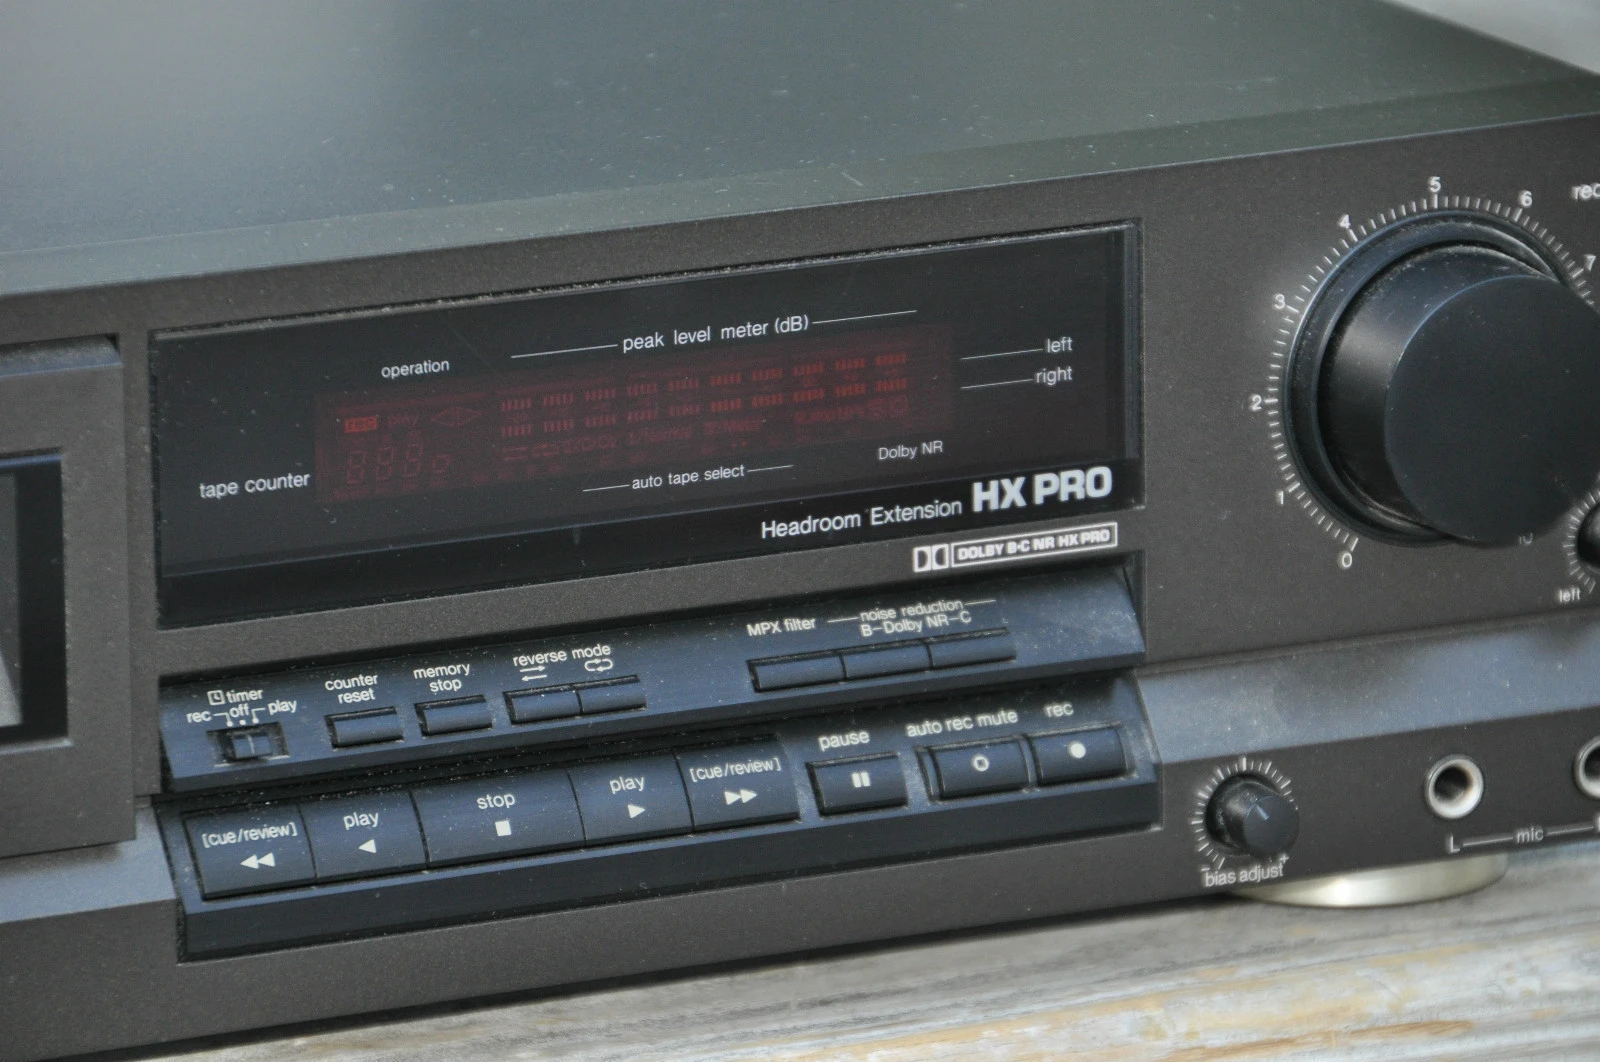 5
6
4
rec
7
3
peak level meter (dB)
operation
left
right
REC play
2
tape counter
auto tape select
Dolby NR
Headroom Extension HX PRO
1
0
10
DOLBY B·C NR HX PRO
left
MPX filter
noise reduction
B-Dolby NR-C
timer
rec off play
counter
reset
memory
stop
reverse mode
pause
auto rec mute
rec
[cue/review]
play
stop
play
[cue/review]
bias adjust
L mic